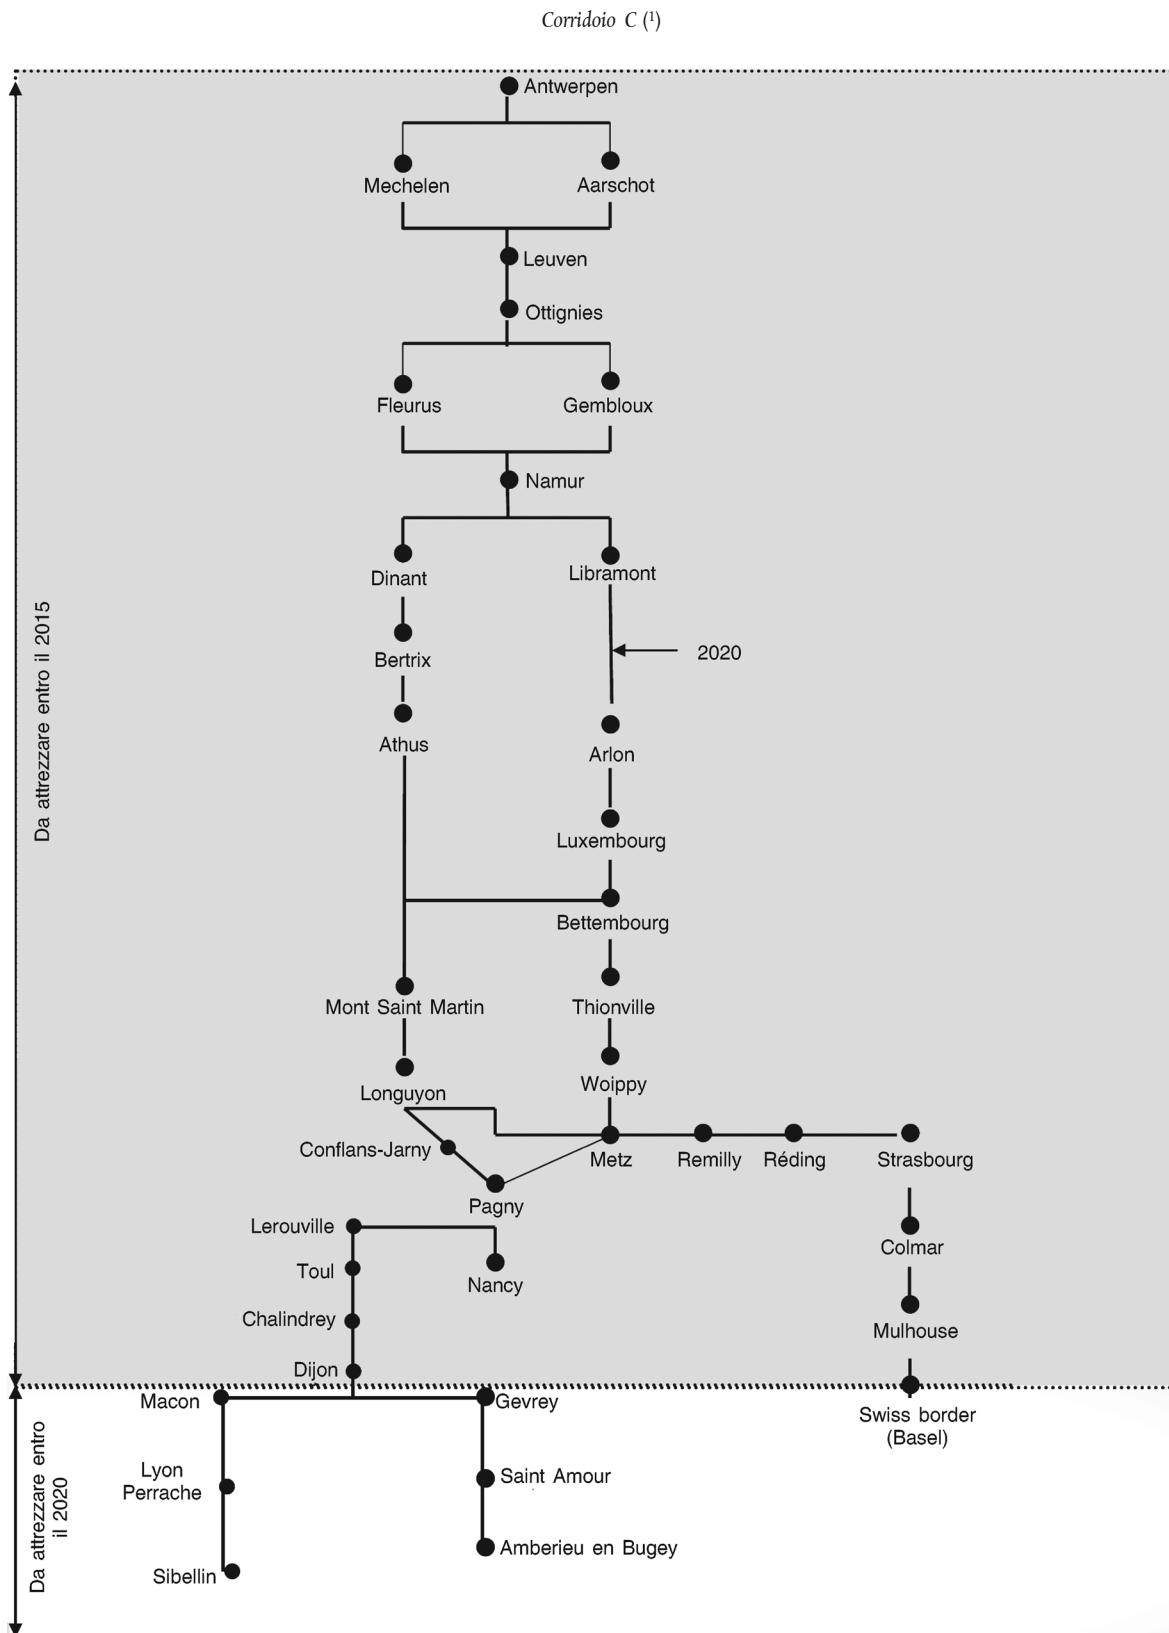 Corridoio C (¹)
Antwerpen
Mechelen
Aarschot
Leuven
Ottignies
Fleurus
Gembloux
Namur
Dinant
Libramont
Da attrezzare entro il 2015
2020
Bertrix
Athus
Arlon
Luxembourg
Bettembourg
Mont Saint Martin
Thionville
Woippy
Longuyon
Conflans-Jarny
Metz
Remilly
Réding
Strasbourg
Pagny
Lerouville
Colmar
Toul
Nancy
Chalindrey
Mulhouse
Dijon
Macon
Gevrey
Swiss border
(Basel)
Da attrezzare entro
il 2020
Lyon
Perrache
Saint Amour
Amberieu en Bugey
Sibellin